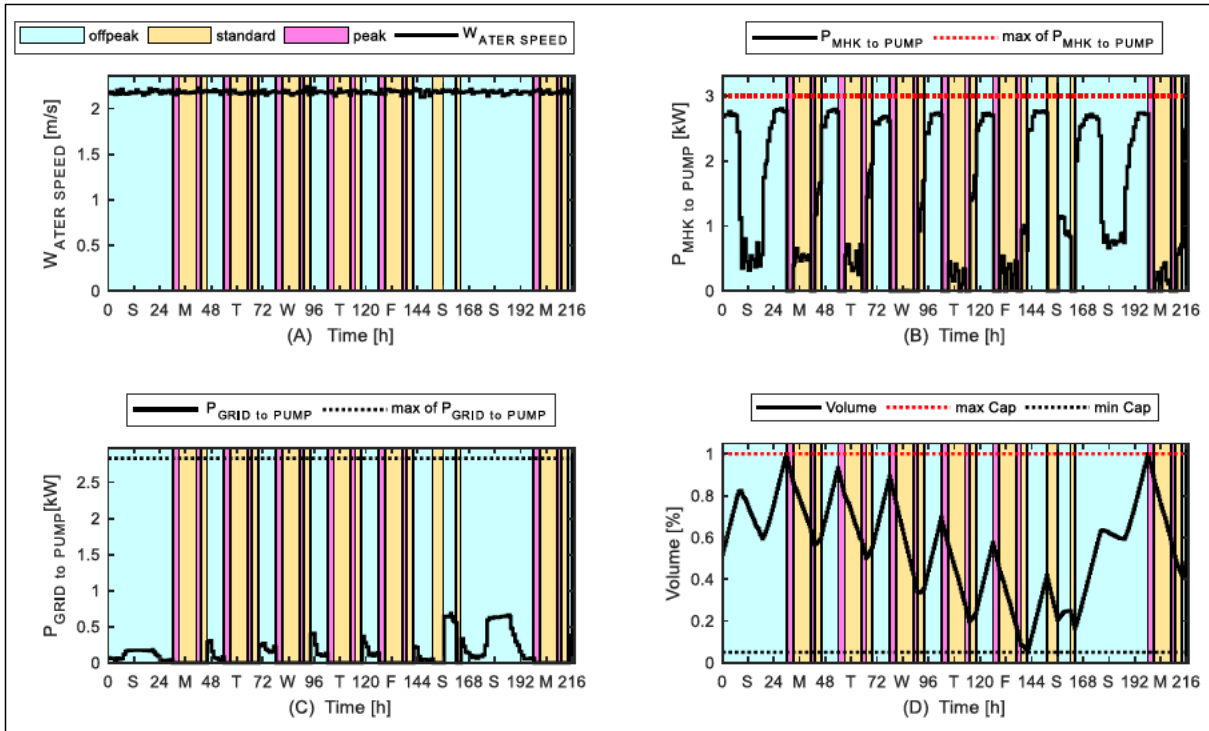 offpeak standard peak WATER SPEED
PMHK to PUMP max of PMHK to PUMP
WATER SPEED [m/s]
2
1.5
1
0.5
0
0 S 24 M 48 T 72 W 96 T 120 F 144 S 168 S 192 M 216
(A) Time [h]
PMHK to PUMP [kW]
3
2
1
0
0 S 24 M 48 T 72 W 96 T 120 F 144 S 168 S 192 M 216
(B) Time [h]
PGRID to PUMP max of PGRID to PUMP
Volume max Cap min Cap
PGRID to PUMP[kW]
3
2.5
2
1.5
1
0.5
0
0 S 24 M 48 T 72 W 96 T 120 F 144 S 168 S 192 M 216
(C) Time [h]
Volume [%]
1
0.8
0.6
0.4
0.2
0
0 S 24 M 48 T 72 W 96 T 120 F 144 S 168 S 192 M 216
(D) Time [h]